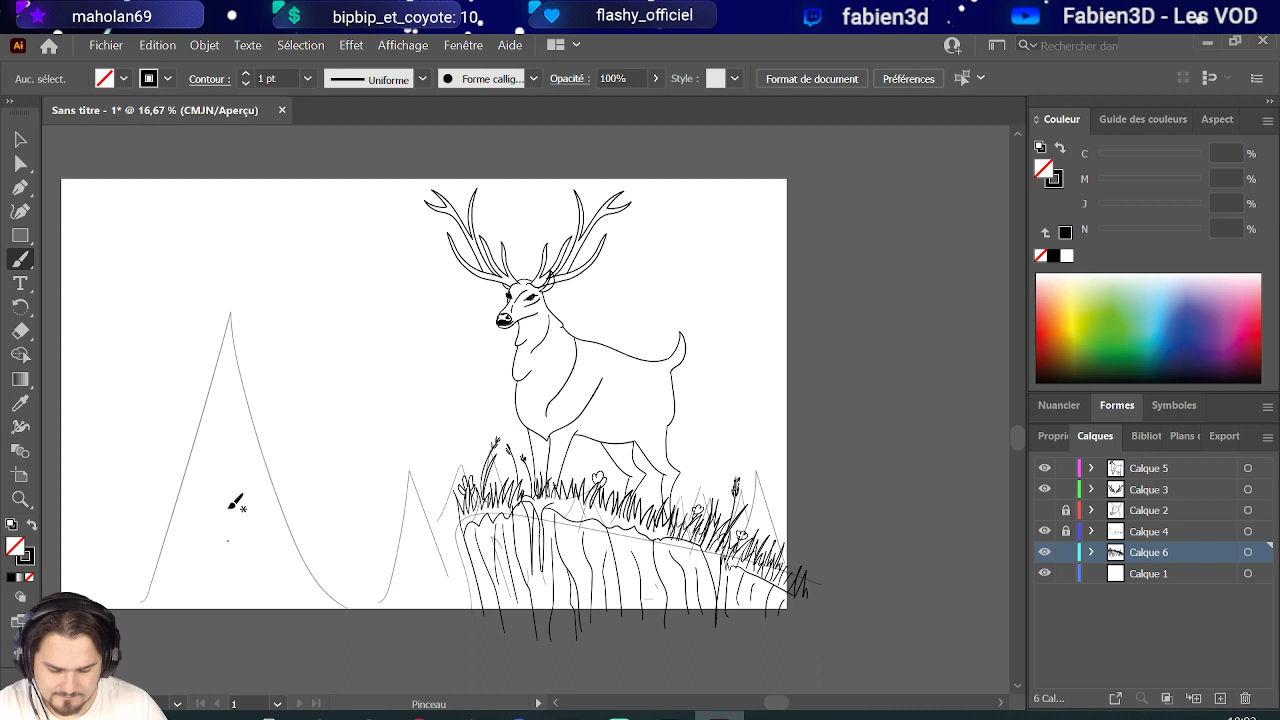 maholan69
bipbip_et_coyote: 10
flashy_officiel
fabien3d
Fabien3D - Les VOD
Ai
Fichier Edition Objet Texte Sélection Effet Affichage Fenêtre Aide
Rechercher dan
Auc. sélect.
Contour : 1 pt
Uniforme
Forme callig...
Opacité : 100%
Style :
Format de document
Préférences
Sans titre - 1* @ 16,67 % (CMJN/Aperçu)
Couleur Guide des couleurs Aspect
C %
M %
J %
N %
Nuancier Formes Symboles
Propri Calques Bibliot Plans c Export
Calque 5
Calque 3
Calque 2
Calque 4
Calque 6
Calque 1
6 Cal...
1
Pinceau